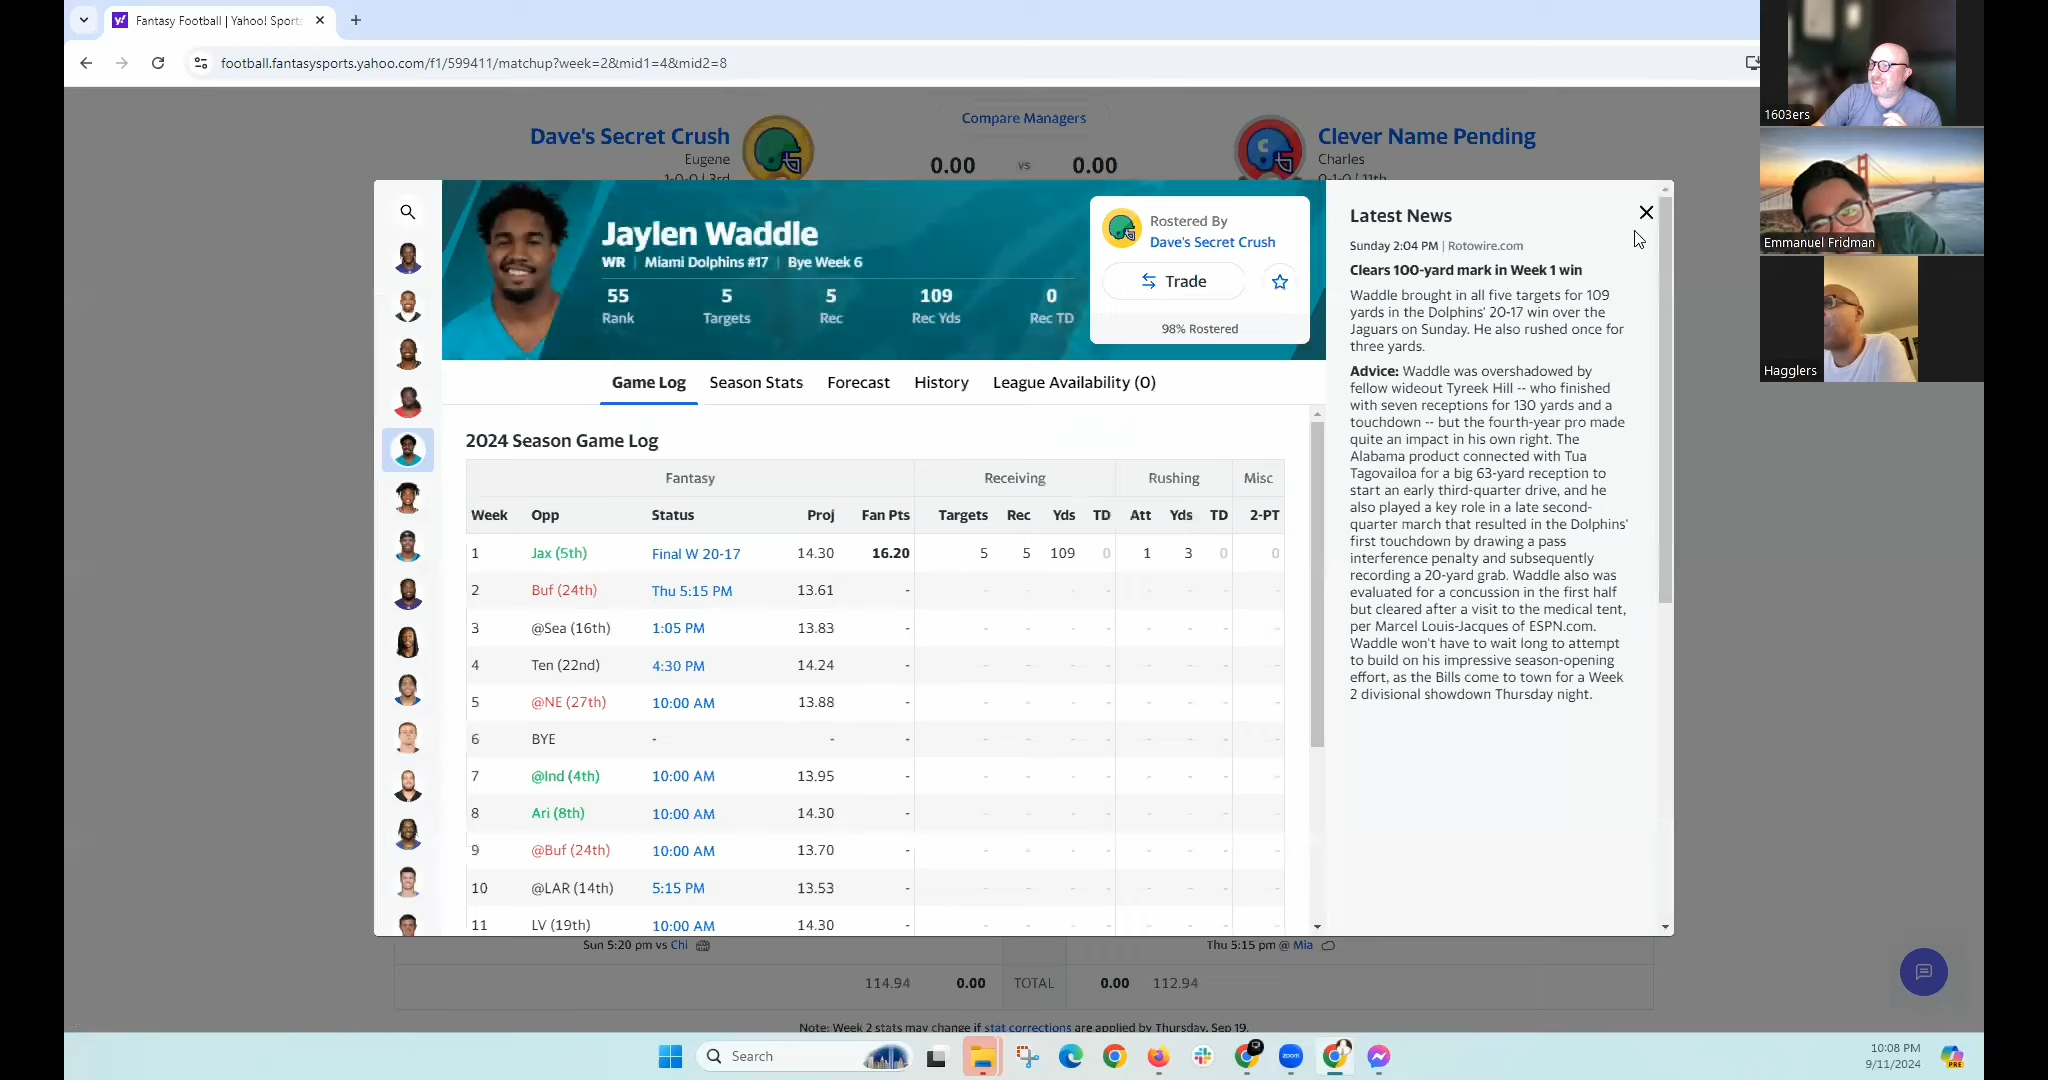 Fantasy Football | Yahoo! Sports
football.fantasysports.yahoo.com/f1/599411/matchup?week=2&mid1=4&mid2=8
Compare Managers
Dave's Secret Crush
Eugene
1-0-0 | 3rd
0.00 vs 0.00
Clever Name Pending
Charles
0-1-0 | 11th
1603ers
Emmanuel Fridman
Hagglers
Jaylen Waddle
WR | Miami Dolphins #17 | Bye Week 6
55 5 5 109 0
Rank Targets Rec Rec Yds Rec TD
Rostered By
Dave's Secret Crush
Trade
98% Rostered
Game Log Season Stats Forecast History League Availability (0)
2024 Season Game Log
Fantasy Receiving Rushing Misc
Week Opp Status Proj Fan Pts Targets Rec Yds TD Att Yds TD 2-PT
1 Jax (5th) Final W 20-17 14.30 16.20 5 5 109 0 1 3 0 0
2 Buf (24th) Thu 5:15 PM 13.61 - - - - - - - - -
3 @Sea (16th) 1:05 PM 13.83 - - - - - - - - -
4 Ten (22nd) 4:30 PM 14.24 - - - - - - - - -
5 @NE (27th) 10:00 AM 13.88 - - - - - - - - -
6 BYE - - - - - - - - - - -
7 @Ind (4th) 10:00 AM 13.95 - - - - - - - - -
8 Ari (8th) 10:00 AM 14.30 - - - - - - - - -
9 @Buf (24th) 10:00 AM 13.70 - - - - - - - - -
10 @LAR (14th) 5:15 PM 13.53 - - - - - - - - -
11 LV (19th) 10:00 AM 14.30 - - - - - - - - -
Latest News
Sunday 2:04 PM | Rotowire.com
Clears 100-yard mark in Week 1 win
Waddle brought in all five targets for 109
yards in the Dolphins' 20-17 win over the
Jaguars on Sunday. He also rushed once for
three yards.
Advice: Waddle was overshadowed by
fellow wideout Tyreek Hill -- who finished
with seven receptions for 130 yards and a
touchdown -- but the fourth-year pro made
quite an impact in his own right. The
Alabama product connected with Tua
Tagovailoa for a big 63-yard reception to
start an early third-quarter drive, and he
also played a key role in a late second-
quarter march that resulted in the Dolphins'
first touchdown by drawing a pass
interference penalty and subsequently
recording a 20-yard grab. Waddle also was
evaluated for a concussion in the first half
but cleared after a visit to the medical tent,
per Marcel Louis-Jacques of ESPN.com.
Waddle won't have to wait long to attempt
to build on his impressive season-opening
effort, as the Bills come to town for a Week
2 divisional showdown Thursday night.
Sun 5:20 pm vs Chi
Thu 5:15 pm @ Mia
114.94 0.00 TOTAL 0.00 112.94
Note: Week 2 stats may change if stat corrections are applied by Thursday, Sep 19.
Search
zoom
10:08 PM
9/11/2024
PRE